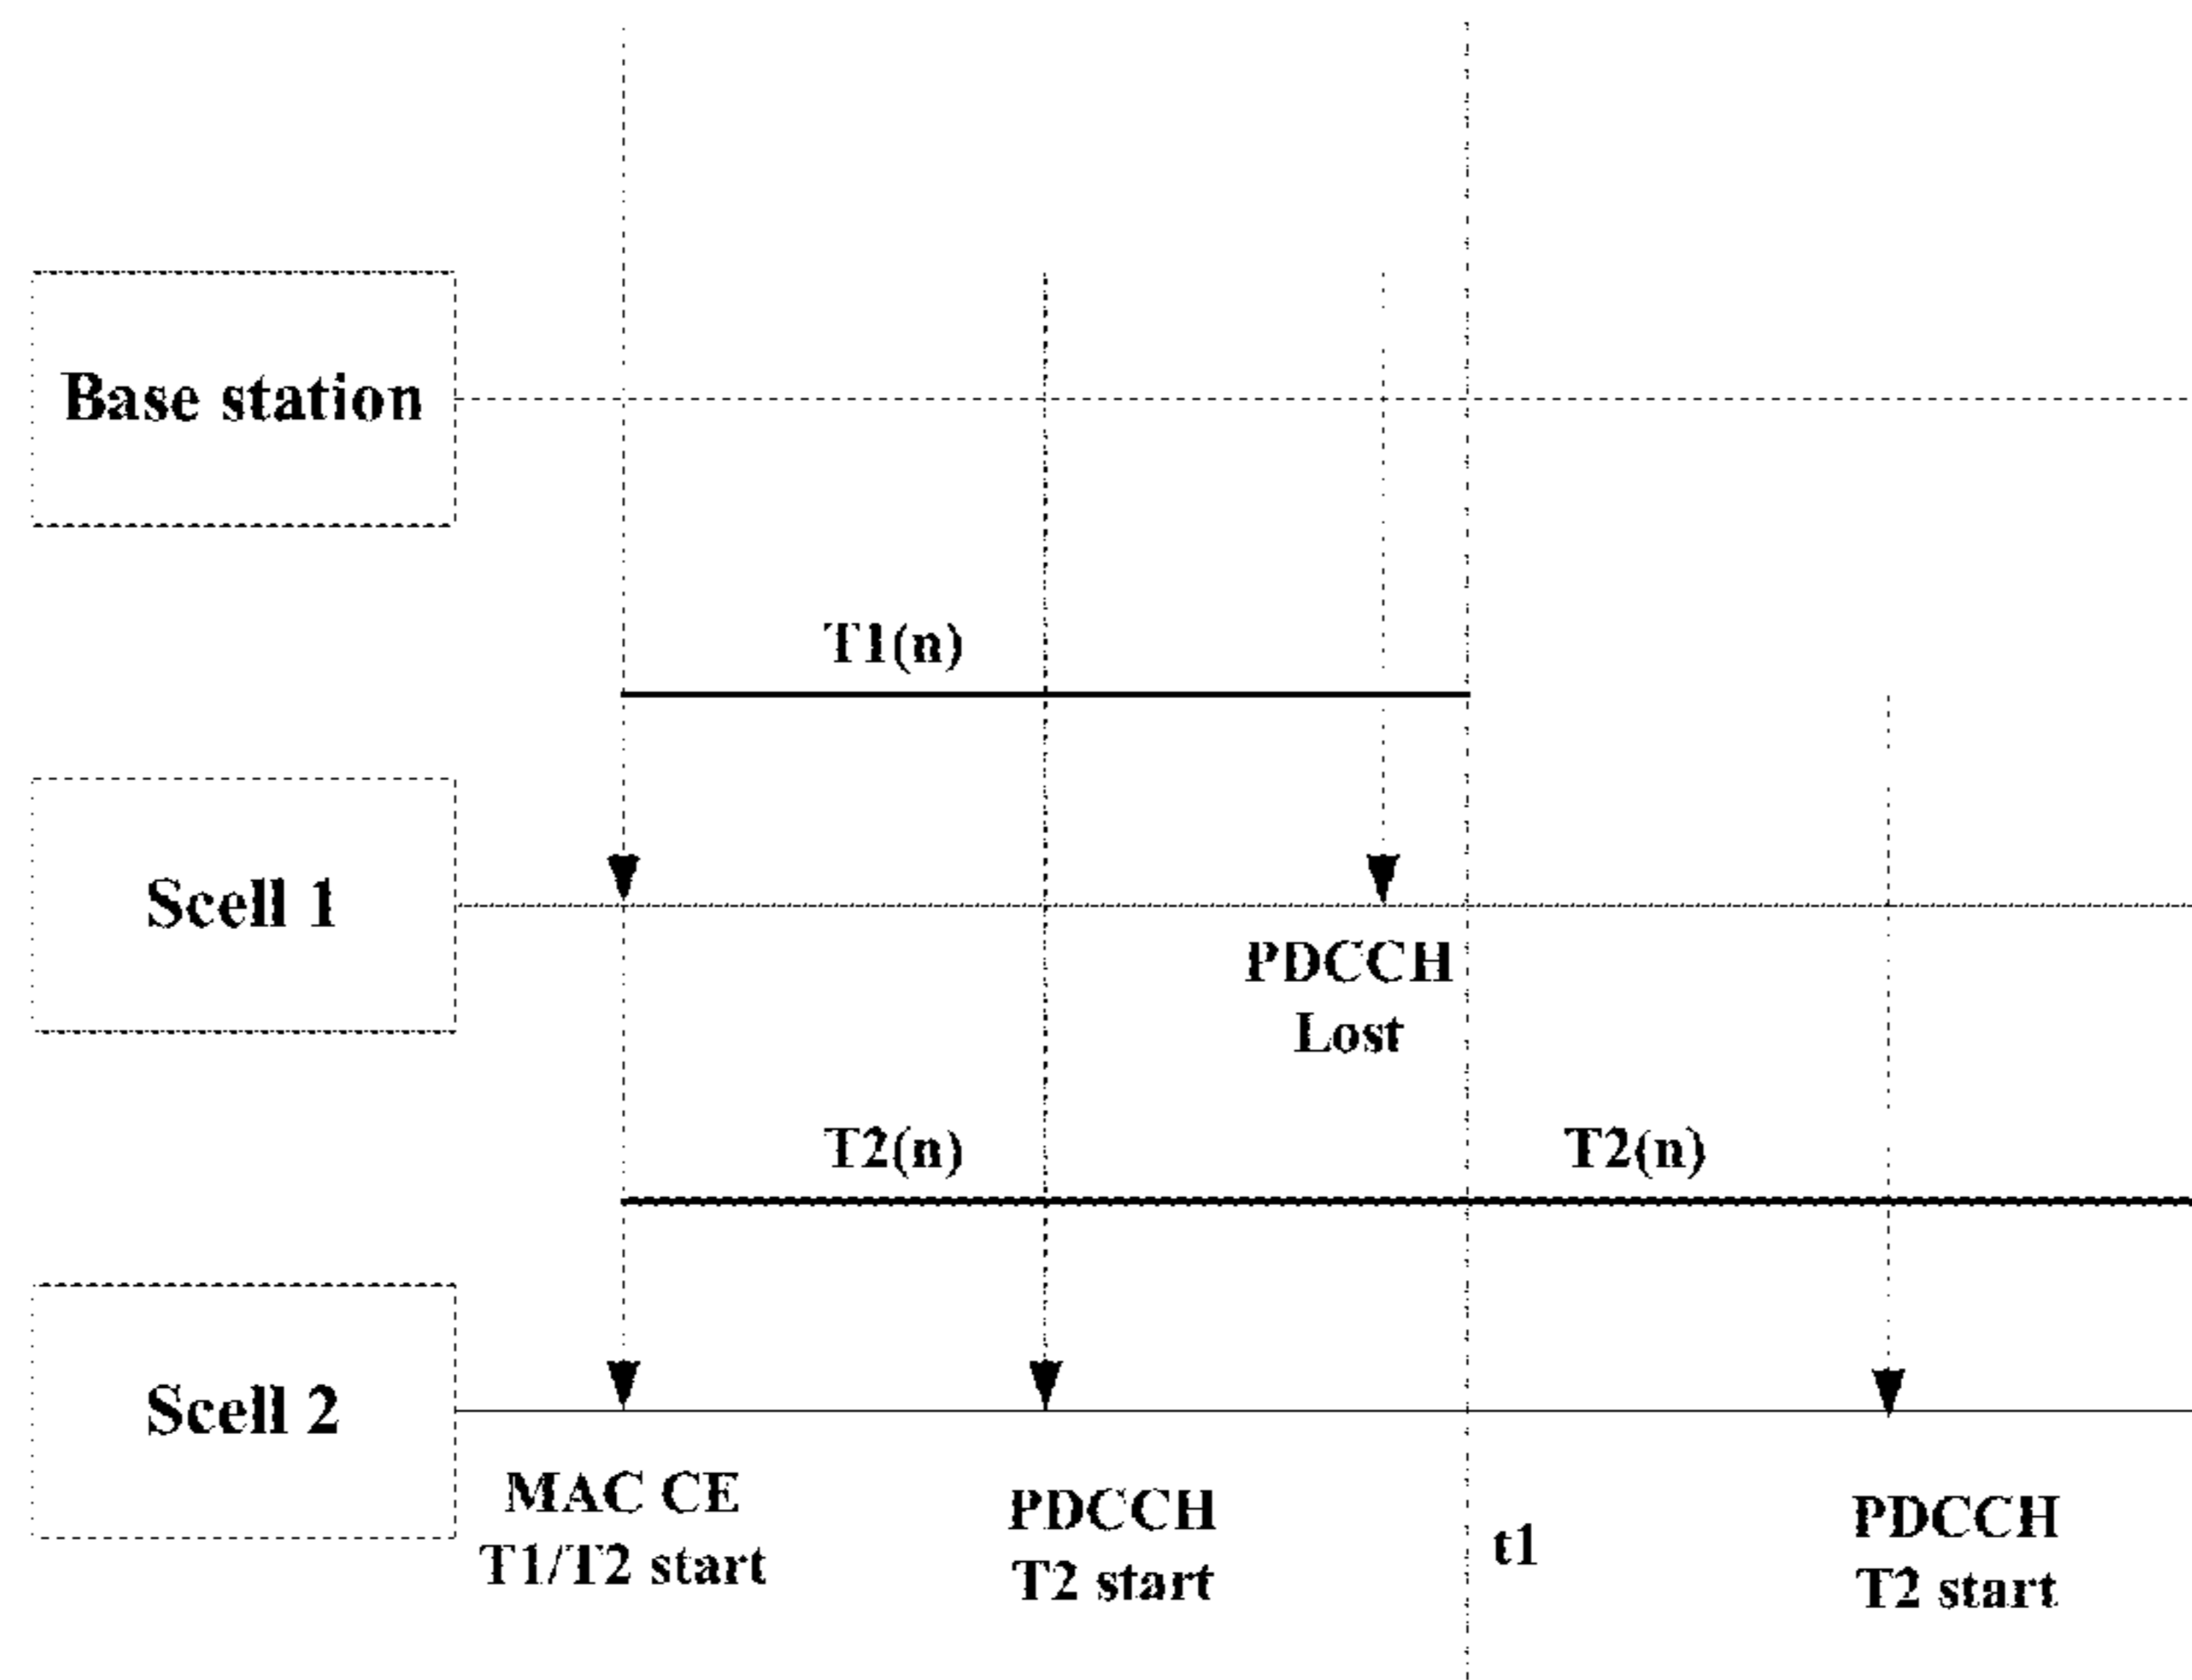 Base station
T1(n)
Scell 1
PDCCH
Lost
T2(n)
T2(n)
Scell 2
MAC CE
T1/T2 start
PDCCH
T2 start
t1
PDCCH
T2 start